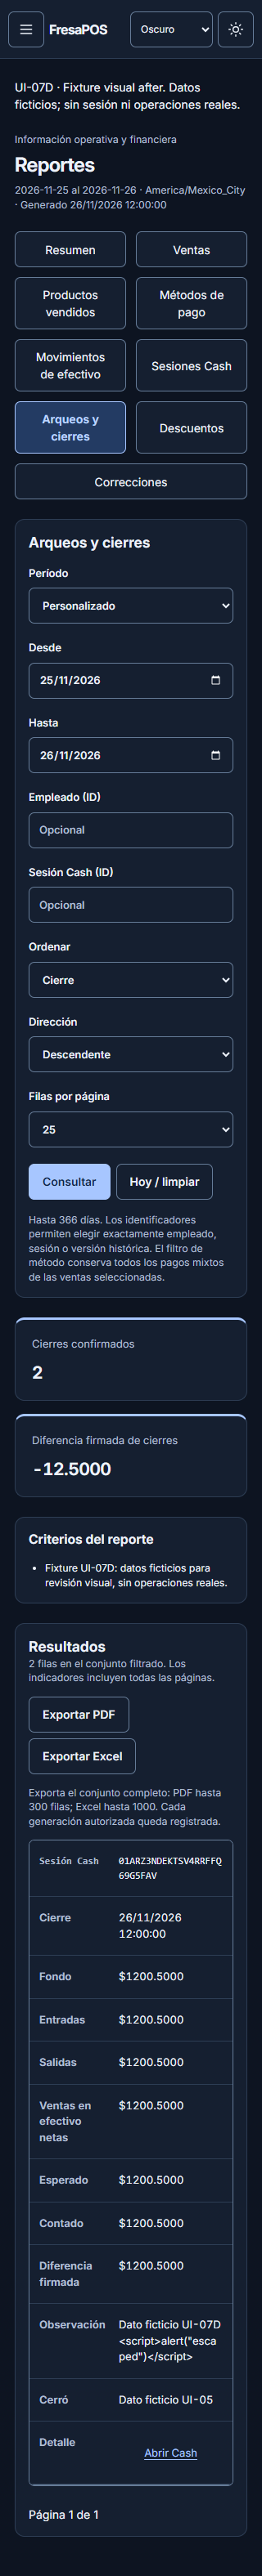 FresaPOS
Oscuro
UI-07D · Fixture visual after. Datos
ficticios; sin sesión ni operaciones reales.
Información operativa y financiera
Reportes
2026-11-25 al 2026-11-26 · America/Mexico_City
· Generado 26/11/2026 12:00:00
Resumen
Ventas
Productos
vendidos
Métodos de
pago
Movimientos
de efectivo
Sesiones Cash
Arqueos y
cierres
Descuentos
Correcciones
Arqueos y cierres
Período
Personalizado
Desde
25/11/2026
Hasta
26/11/2026
Empleado (ID)
Opcional
Sesión Cash (ID)
Opcional
Ordenar
Cierre
Dirección
Descendente
Filas por página
25
Consultar
Hoy / limpiar
Hasta 366 días. Los identificadores
permiten elegir exactamente empleado,
sesión o versión histórica. El filtro de
método conserva todos los pagos mixtos
de las ventas seleccionadas.
Cierres confirmados
2
Diferencia firmada de cierres
-12.5000
Criterios del reporte
• Fixture UI-07D: datos ficticios para
revisión visual, sin operaciones reales.
Resultados
2 filas en el conjunto filtrado. Los
indicadores incluyen todas las páginas.
Exportar PDF
Exportar Excel
Exporta el conjunto completo: PDF hasta
300 filas; Excel hasta 1000. Cada
generación autorizada queda registrada.
Sesión Cash
01ARZ3NDEKTSV4RRFFQ
69G5FAV
Cierre
26/11/2026
12:00:00
Fondo
$1200.5000
Entradas
$1200.5000
Salidas
$1200.5000
Ventas en
efectivo
netas
$1200.5000
Esperado
$1200.5000
Contado
$1200.5000
Diferencia
firmada
$1200.5000
Observación
Dato ficticio UI-07D
<script>alert("esca
ped")</script>
Cerró
Dato ficticio UI-05
Detalle
Abrir Cash
Página 1 de 1